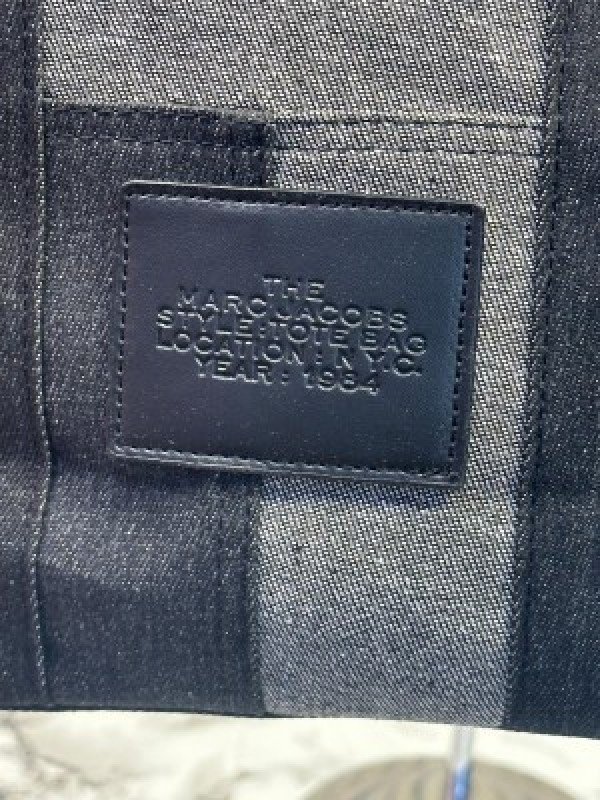 THE
MARC JACOBS
STYLE: TOTE BAG
LOCATION: N.Y.C.
YEAR: 1984